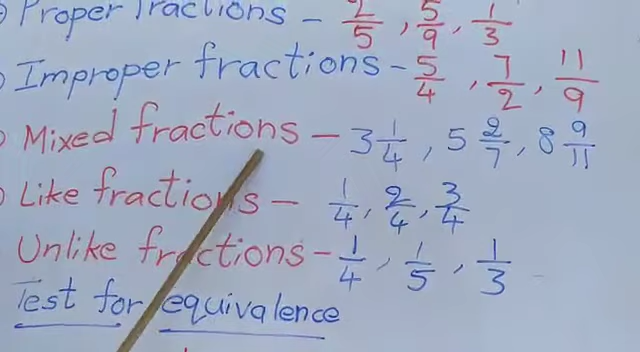 Proper fractions - 2/5, 5/9, 1/3
Improper fractions - 5/4, 7/2, 11/9
Mixed fractions - 3 1/4, 5 2/7, 8 9/11
Like fractions - 1/4, 2/4, 3/4
Unlike fractions - 1/4, 1/5, 1/3
Test for equivalence